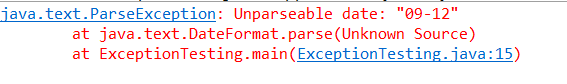 java.text.ParseException: Unparseable date: "09-12"
at java.text.DateFormat.parse(Unknown Source)
at ExceptionTesting.main(ExceptionTesting.java:15)